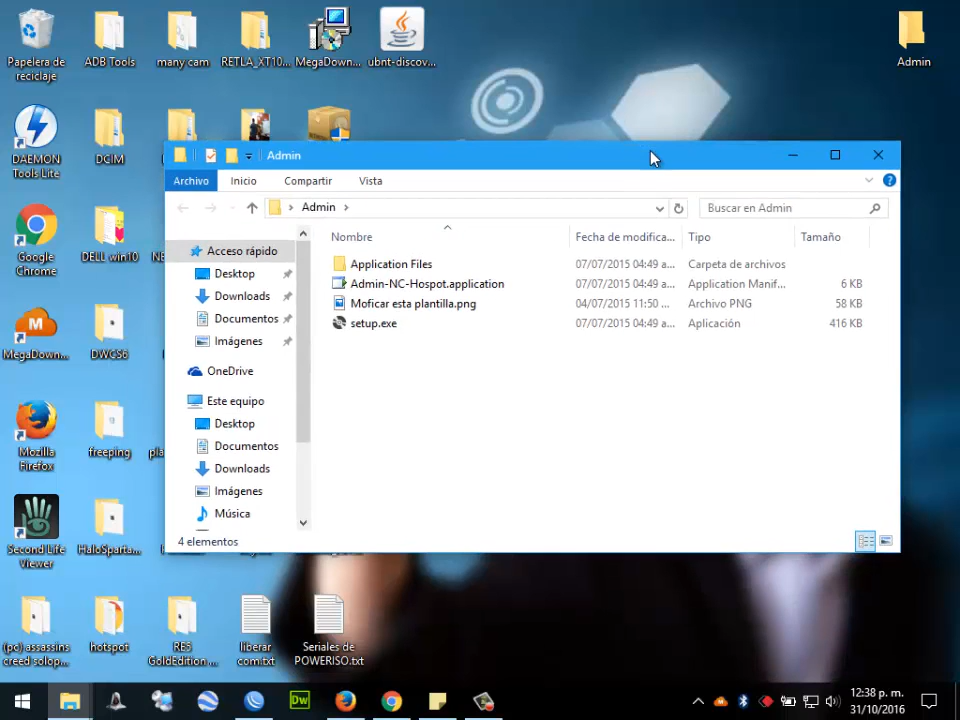 Papelera de
reciclaje
ADB Tools
many cam
RETLA_XT10...
MegaDown...
ubnt-discov...
Admin
DAEMON
Tools Lite
DCIM
Google
Chrome
DELL win10
MegaDown...
DWCS6
Mozilla
Firefox
freeping
Second Life
Viewer
HaloSparta...
(pc) assassins
creed solop...
hotspot
RE5
GoldEdition...
liberar
com.txt
Seriales de
POWERISO.txt
Admin
Archivo Inicio Compartir Vista
Admin
Buscar en Admin
Nombre Fecha de modifica... Tipo Tamaño
Application Files 07/07/2015 04:49 a... Carpeta de archivos
Admin-NC-Hospot.application 07/07/2015 04:49 a... Application Manif... 6 KB
Moficar esta plantilla.png 04/07/2015 11:50 ... Archivo PNG 58 KB
setup.exe 07/07/2015 04:49 a... Aplicación 416 KB
Acceso rápido
Desktop
Downloads
Documentos
Imágenes
OneDrive
Este equipo
Desktop
Documentos
Downloads
Imágenes
Música
4 elementos
Dw
12:38 p. m.
31/10/2016